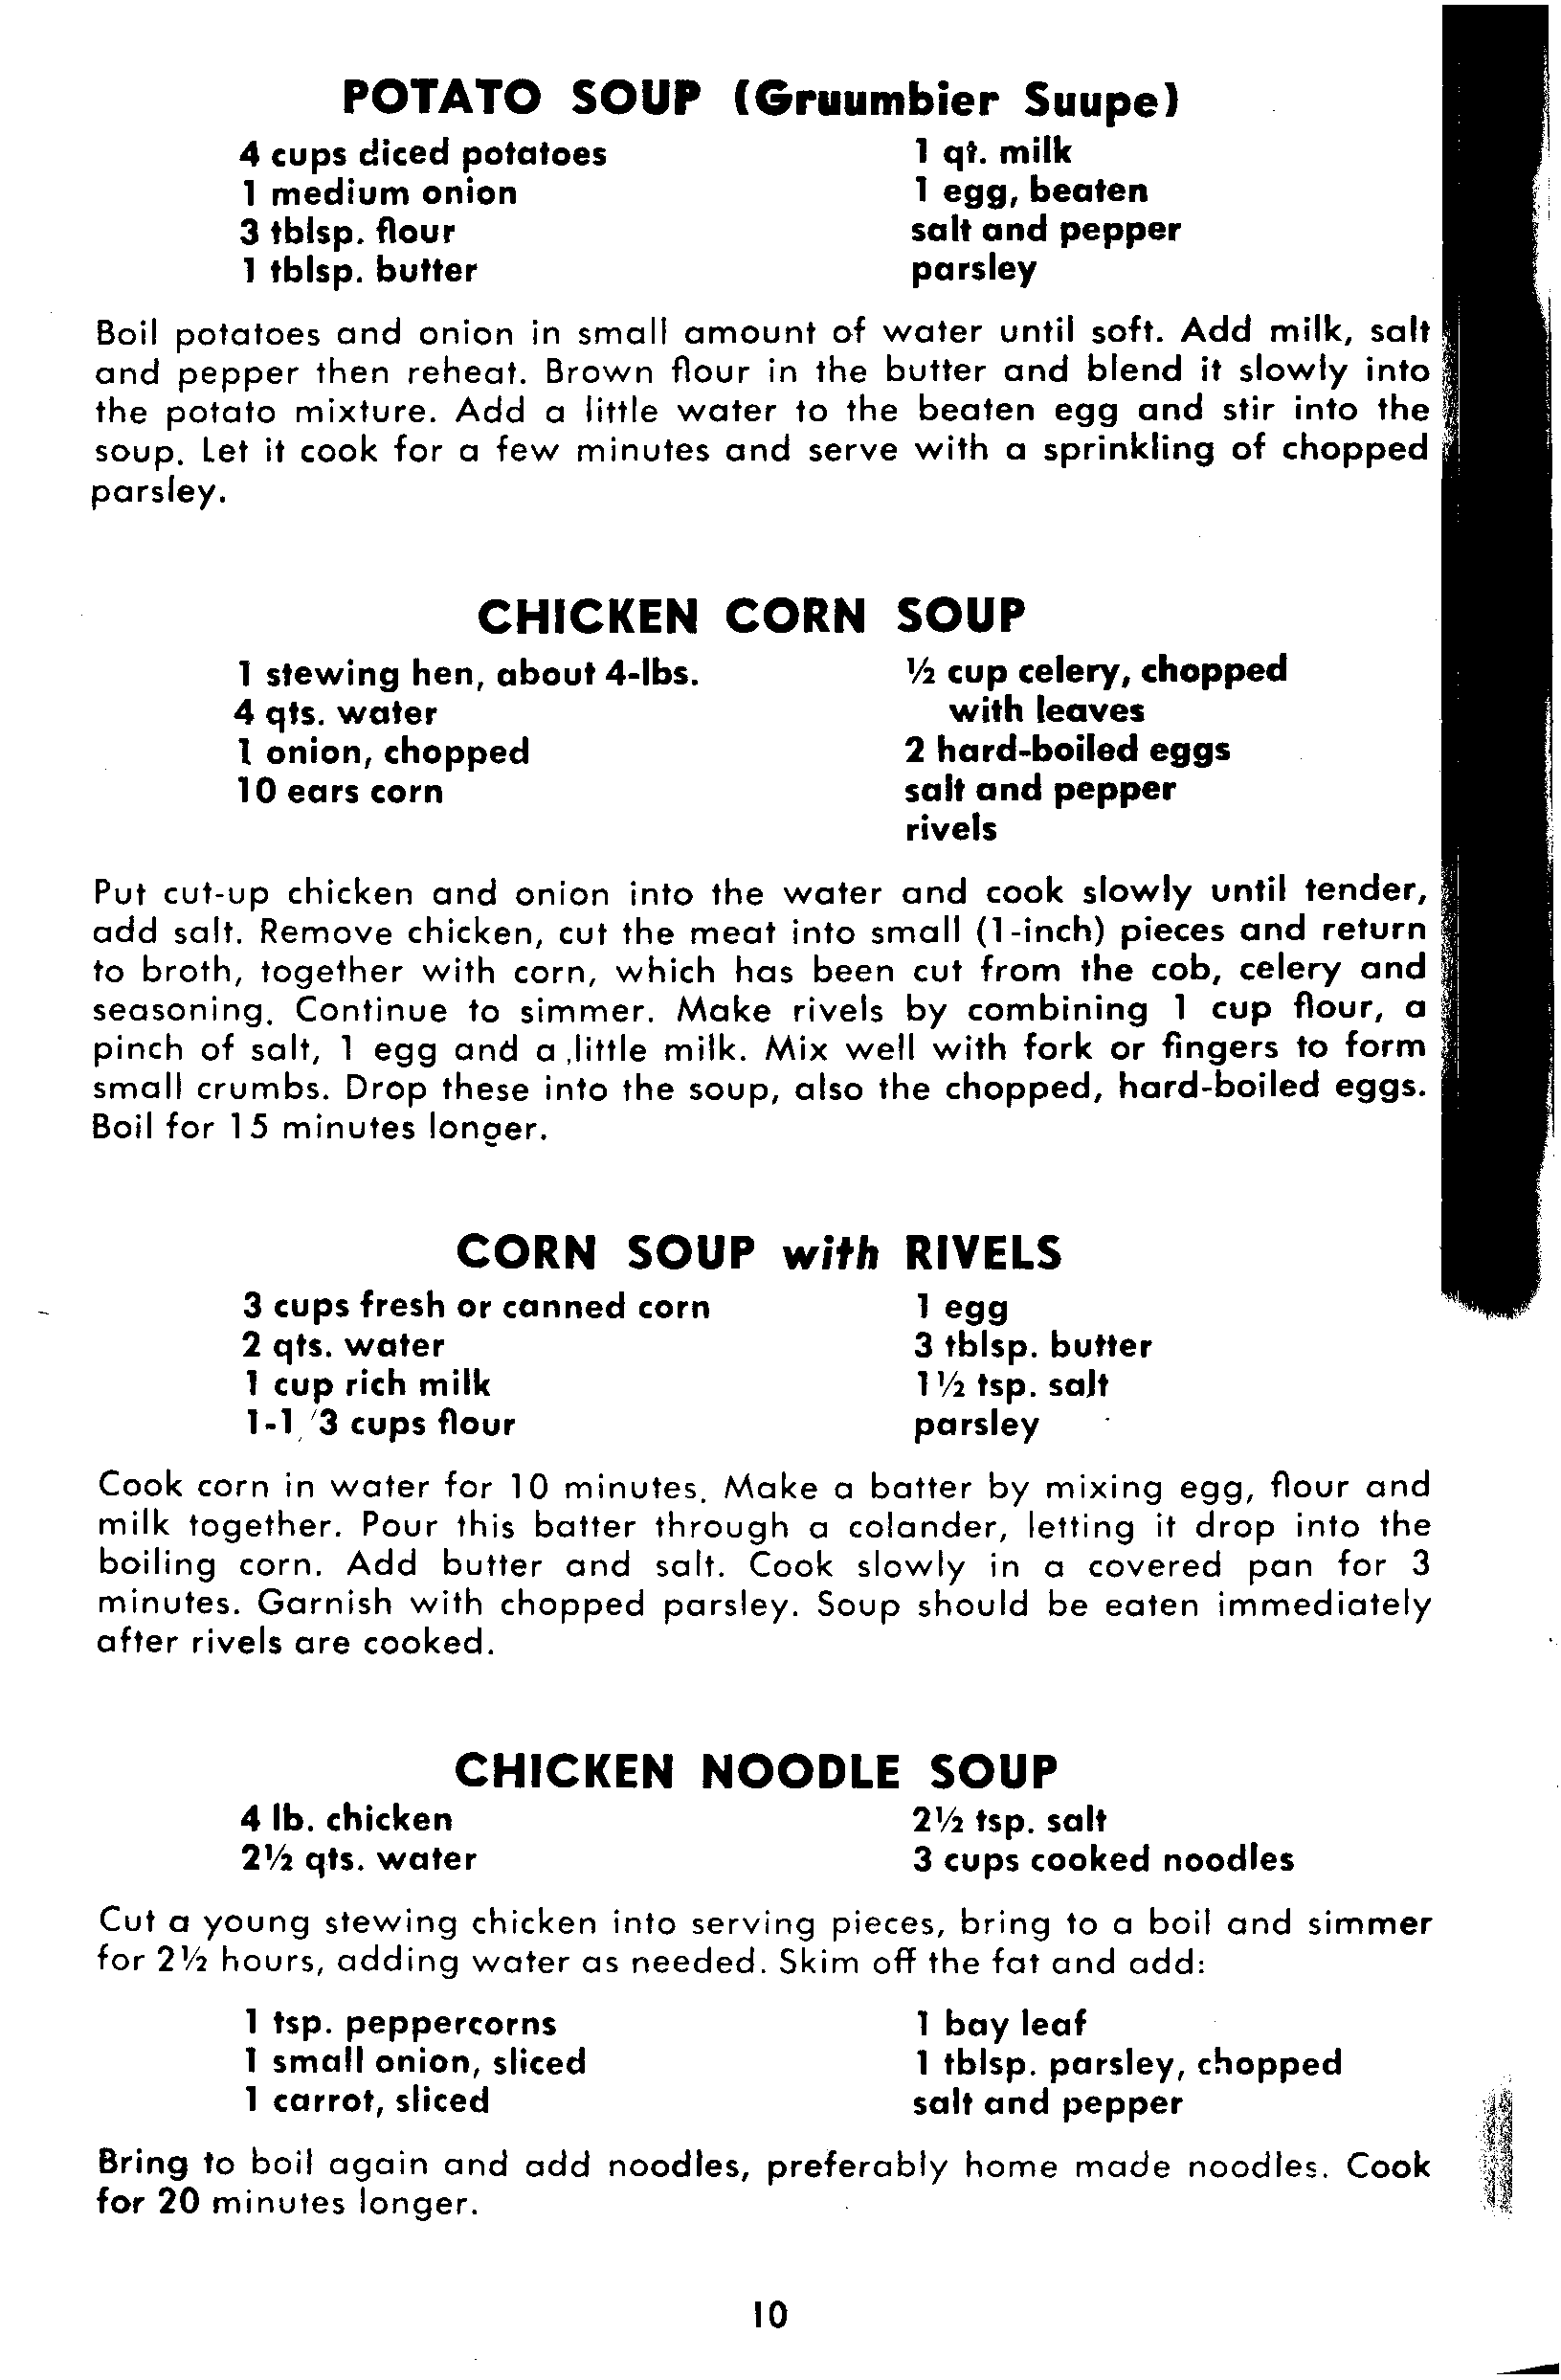 POTATO SOUP (Gruumbier Suupe)
4 cups diced potatoes
1 medium onion
3 tblsp. flour
1 tblsp. butter
1 qt. milk
1 egg, beaten
salt and pepper
parsley
Boil potatoes and onion in small amount of water until soft. Add milk, salt
and pepper then reheat. Brown flour in the butter and blend it slowly into
the potato mixture. Add a little water to the beaten egg and stir into the
soup. Let it cook for a few minutes and serve with a sprinkling of chopped
parsley.
CHICKEN CORN SOUP
1 stewing hen, about 4-lbs.
4 qts. water
1 onion, chopped
10 ears corn
½ cup celery, chopped
with leaves
2 hard-boiled eggs
salt and pepper
rivels
Put cut-up chicken and onion into the water and cook slowly until tender,
add salt. Remove chicken, cut the meat into small (1-inch) pieces and return
to broth, together with corn, which has been cut from the cob, celery and
seasoning. Continue to simmer. Make rivels by combining 1 cup flour, a
pinch of salt, 1 egg and a little milk. Mix well with fork or fingers to form
small crumbs. Drop these into the soup, also the chopped, hard-boiled eggs.
Boil for 15 minutes longer.
CORN SOUP with RIVELS
3 cups fresh or canned corn
2 qts. water
1 cup rich milk
1-1/3 cups flour
1 egg
3 tblsp. butter
1½ tsp. salt
parsley
Cook corn in water for 10 minutes. Make a batter by mixing egg, flour and
milk together. Pour this batter through a colander, letting it drop into the
boiling corn. Add butter and salt. Cook slowly in a covered pan for 3
minutes. Garnish with chopped parsley. Soup should be eaten immediately
after rivels are cooked.
CHICKEN NOODLE SOUP
4 lb. chicken
2½ qts. water
2½ tsp. salt
3 cups cooked noodles
Cut a young stewing chicken into serving pieces, bring to a boil and simmer
for 2½ hours, adding water as needed. Skim off the fat and add:
1 tsp. peppercorns
1 small onion, sliced
1 carrot, sliced
1 bay leaf
1 tblsp. parsley, chopped
salt and pepper
Bring to boil again and add noodles, preferably home made noodles. Cook
for 20 minutes longer.
10